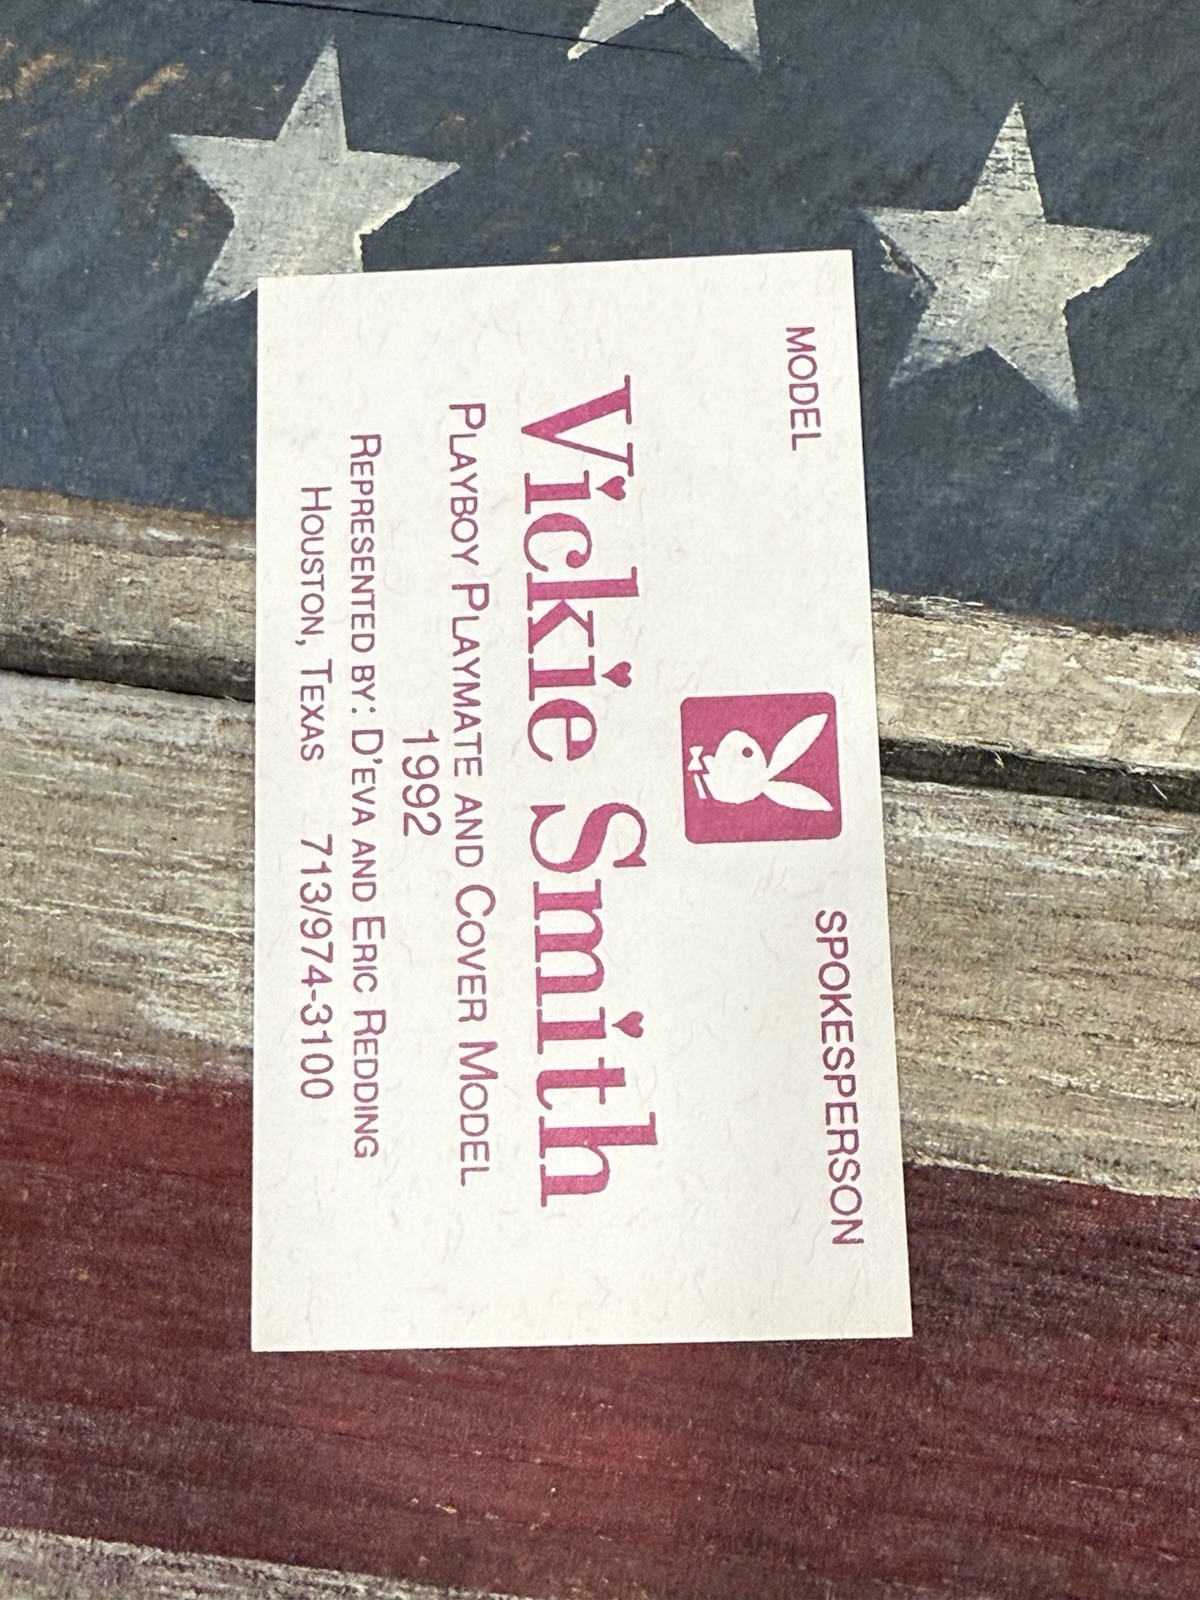 MODEL SPOKESPERSON
Vickie Smith
PLAYBOY PLAYMATE AND COVER MODEL
1992
REPRESENTED BY: D'EVA AND ERIC REDDING
HOUSTON, TEXAS 713/974-3100